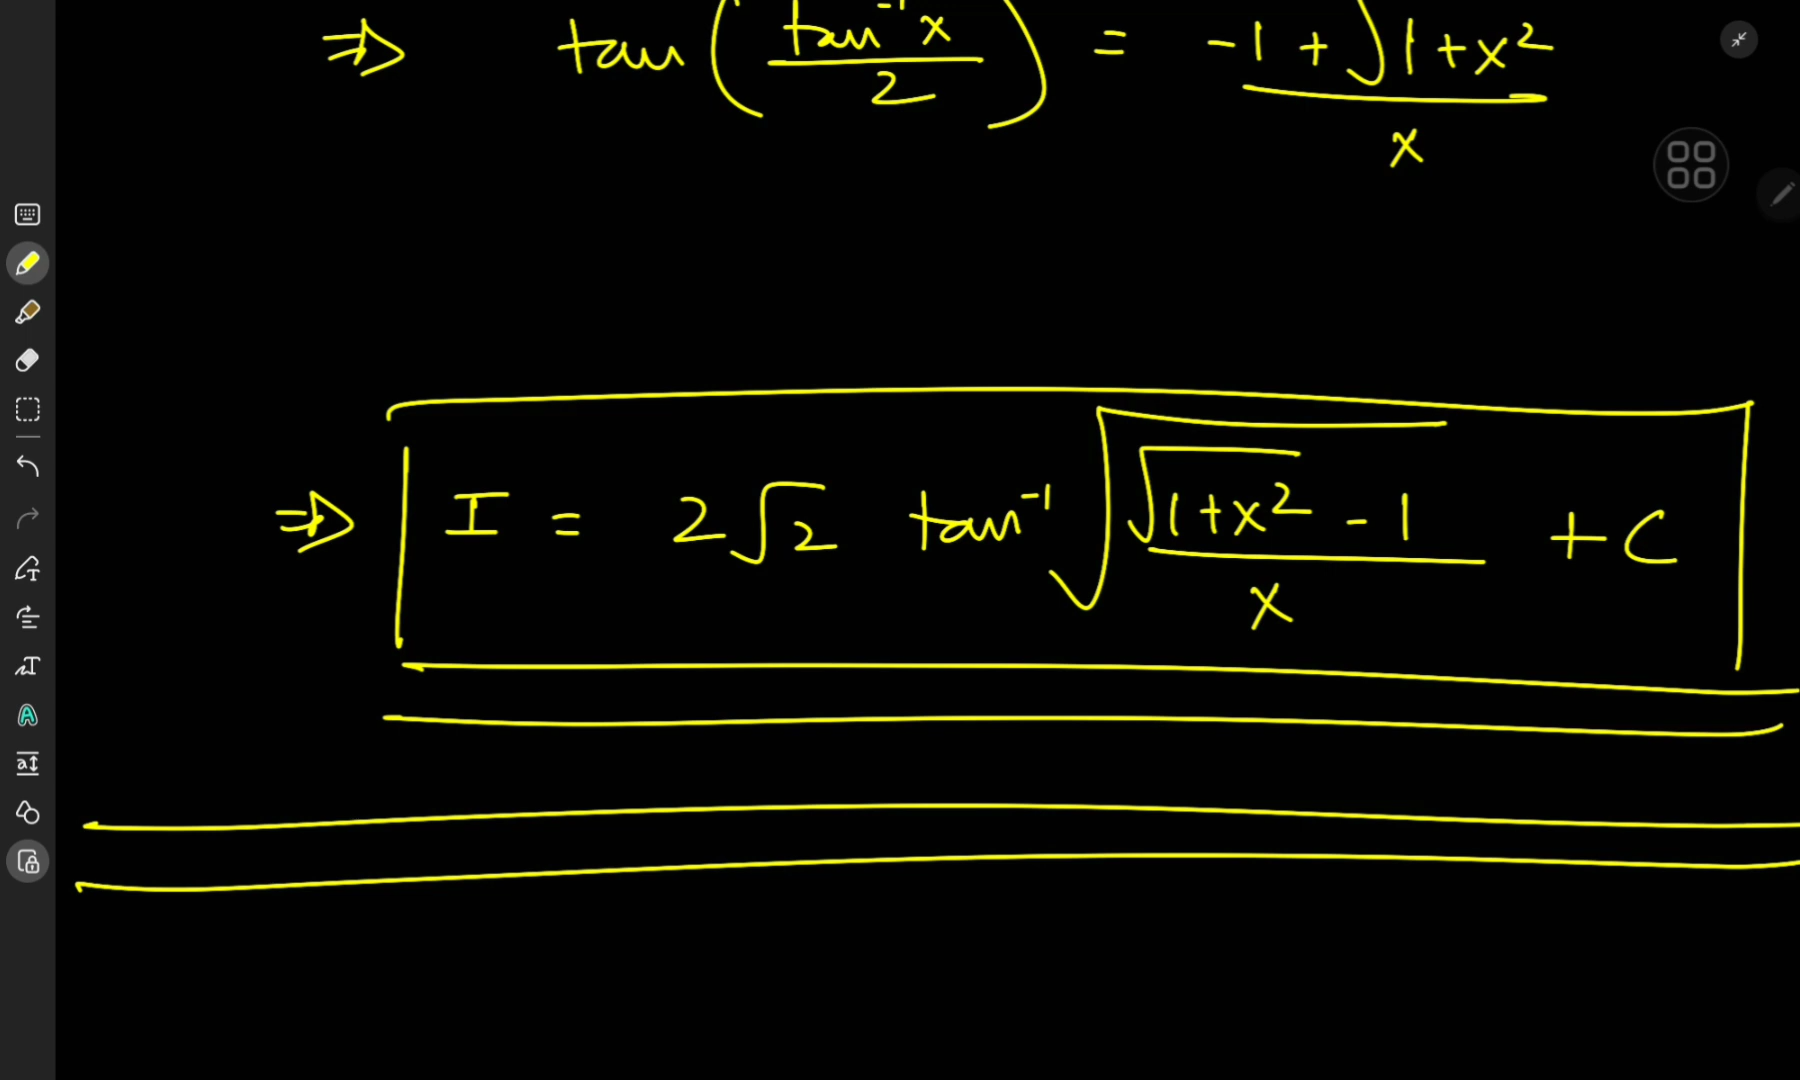 ⇒ tan(tan⁻¹x/2) = (-1 + √(1+x²))/x
⇒ I = 2√2 tan⁻¹ √((√(1+x²) - 1)/x) + C